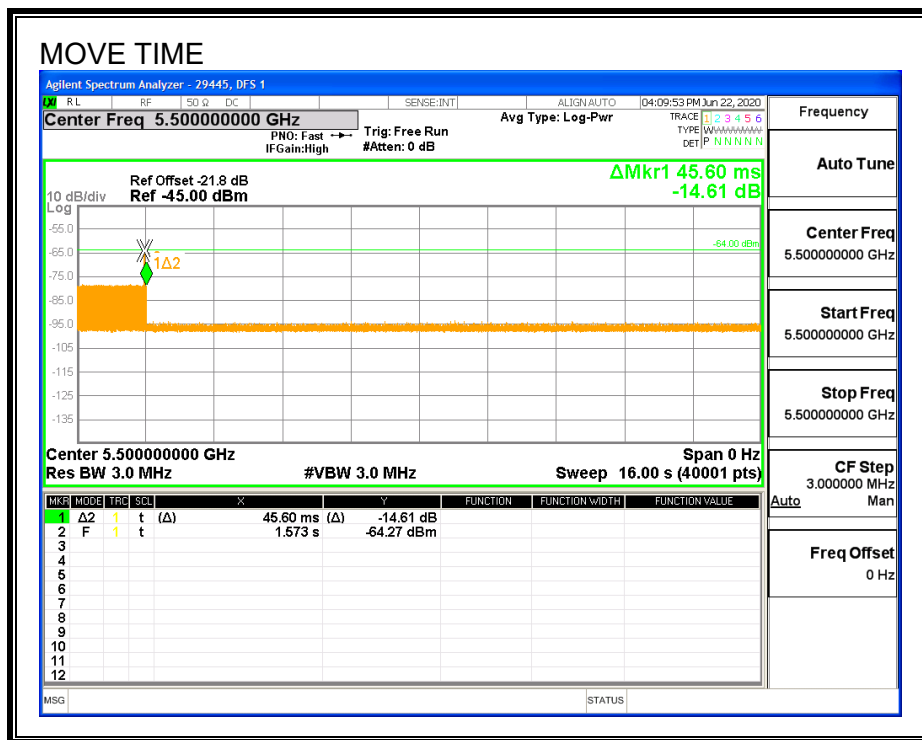 MOVE TIME
Agilent Spectrum Analyzer - 29445, DFS 1
LXI RL RF 50 Ω DC SENSE:INT ALIGN AUTO 04:09:53 PM Jun 22, 2020
Center Freq 5.500000000 GHz Avg Type: Log-Pwr TRACE 1 2 3 4 5 6
PNO: Fast Trig: Free Run TYPE WWWWWW
IFGain:High #Atten: 0 dB DET P N N N N N
Ref Offset -21.8 dB ΔMkr1 45.60 ms
10 dB/div Ref -45.00 dBm -14.61 dB
Log
-55.0
-64.00 dBm
-65.0
1Δ2
-75.0
-85.0
-95.0
-105
-115
-125
-135
Center 5.500000000 GHz Span 0 Hz
Res BW 3.0 MHz #VBW 3.0 MHz Sweep 16.00 s (40001 pts)
MKR MODE TRC SCL X Y FUNCTION FUNCTION WIDTH FUNCTION VALUE
1 Δ2 1 t (Δ) 45.60 ms (Δ) -14.61 dB
2 F 1 t 1.573 s -64.27 dBm
3
4
5
6
7
8
9
10
11
12
MSG STATUS
Frequency
Auto Tune
Center Freq
5.500000000 GHz
Start Freq
5.500000000 GHz
Stop Freq
5.500000000 GHz
CF Step
3.000000 MHz
Auto Man
Freq Offset
0 Hz